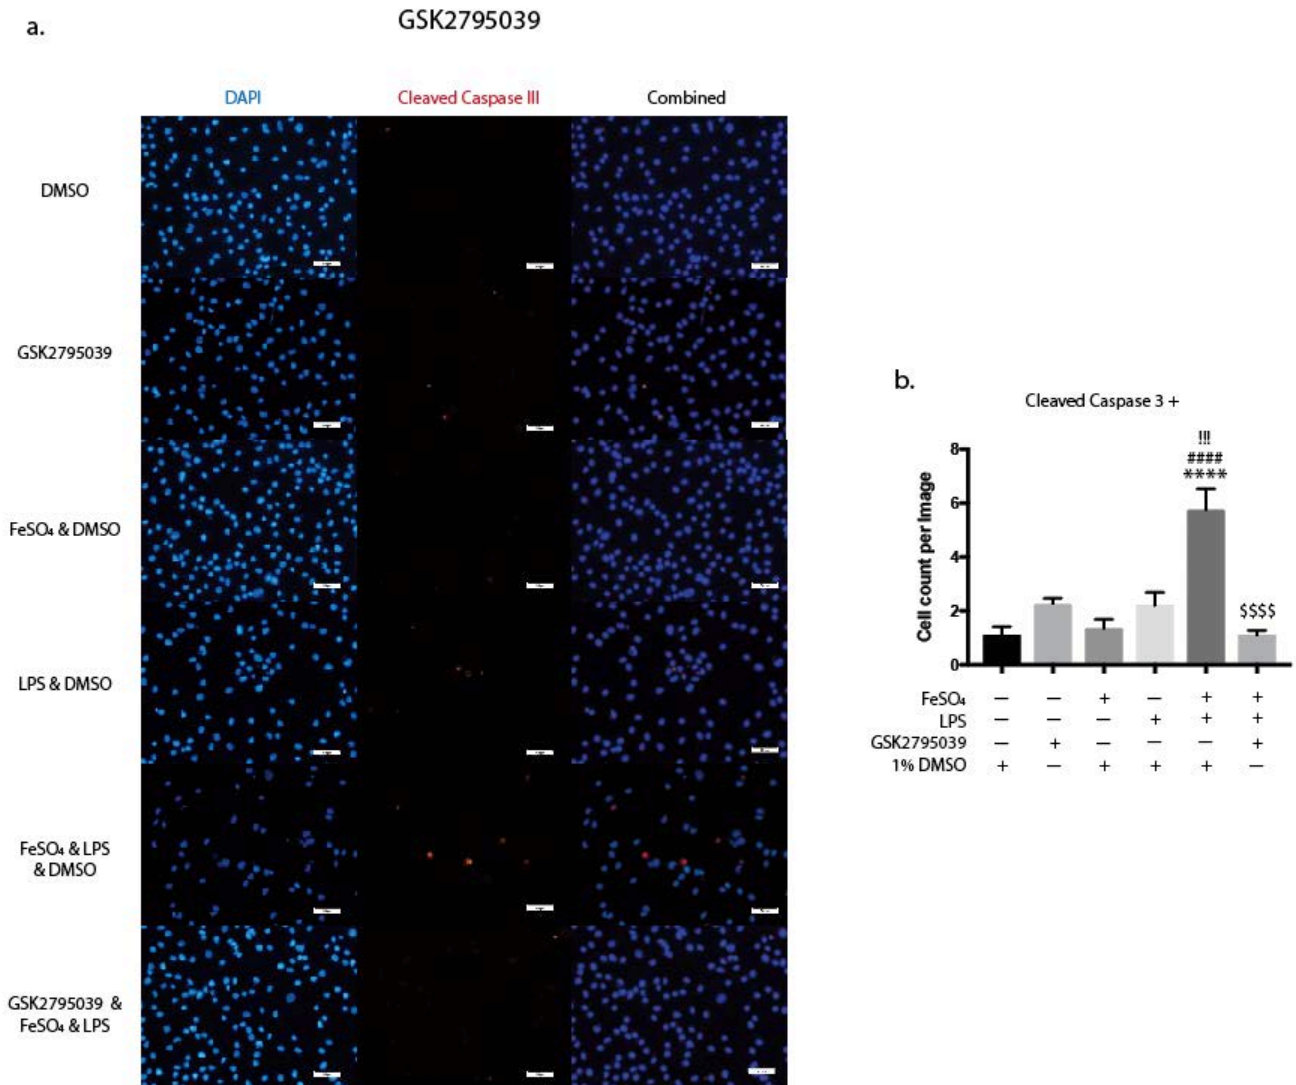 a.
GSK2795039
DAPI Cleaved Caspase III Combined
DMSO
GSK2795039
FeSO₄ & DMSO
LPS & DMSO
FeSO₄ & LPS
& DMSO
GSK2795039 &
FeSO₄ & LPS
b.
Cleaved Caspase 3 +
Cell count per Image
8
6
4
2
0
!!!
####
****
$$$$
FeSO₄ — — + — + +
LPS — — — + + +
GSK2795039 — + — — — +
1% DMSO + — + + + —